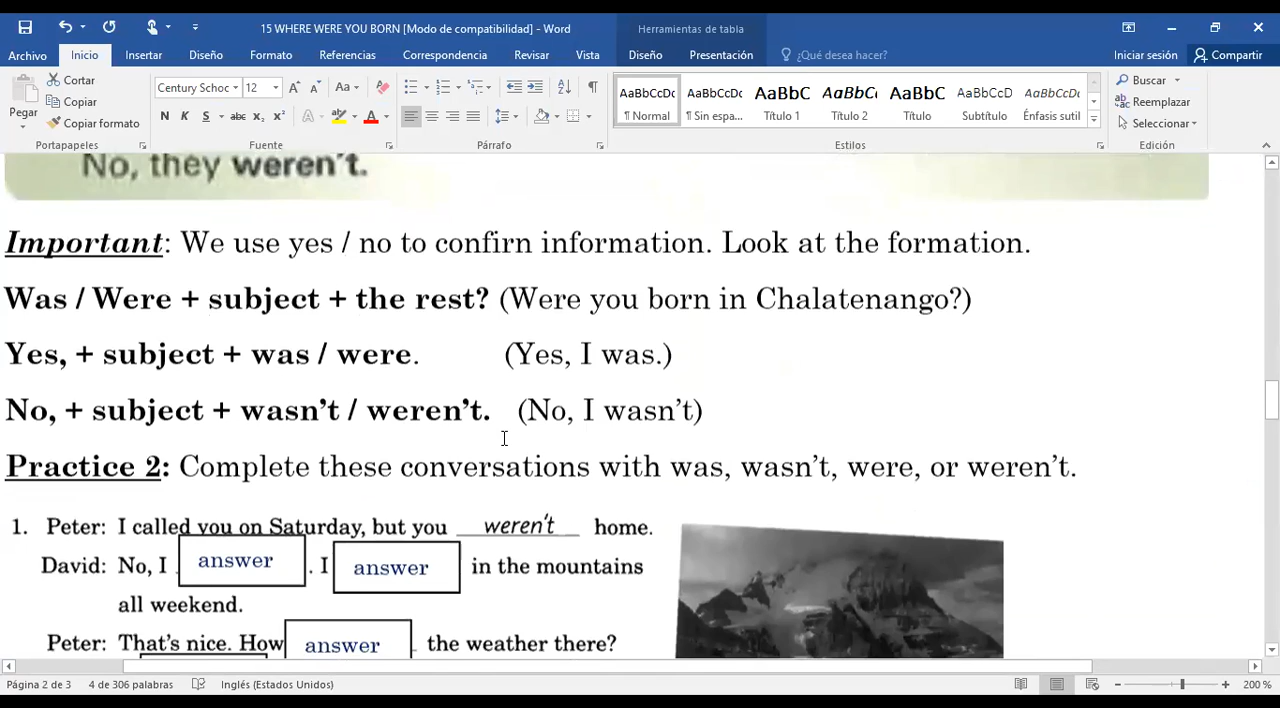 15 WHERE WERE YOU BORN [Modo de compatibilidad] - Word
Herramientas de tabla
Archivo Inicio Insertar Diseño Formato Referencias Correspondencia Revisar Vista Diseño Presentación ¿Qué desea hacer? Iniciar sesión Compartir
Pegar
Cortar
Copiar
Copiar formato
Portapapeles
Century Schoc 12
N K S abc x₂ x²
Fuente
Párrafo
AaBbCcDc AaBbCcDc AaBbC AaBbCc AaBbC AaBbCcD AaBbCcDt
¶ Normal ¶ Sin espa... Título 1 Título 2 Título Subtítulo Énfasis sutil
Estilos
Buscar
Reemplazar
Seleccionar
Edición
No, they weren't.
Important: We use yes / no to confirn information. Look at the formation.
Was / Were + subject + the rest? (Were you born in Chalatenango?)
Yes, + subject + was / were. (Yes, I was.)
No, + subject + wasn't / weren't. (No, I wasn't)
Practice 2: Complete these conversations with was, wasn't, were, or weren't.
1. Peter: I called you on Saturday, but you weren't home.
David: No, I answer . I answer in the mountains
all weekend.
Peter: That's nice. How answer the weather there?
Página 2 de 3 4 de 306 palabras Inglés (Estados Unidos) 200 %